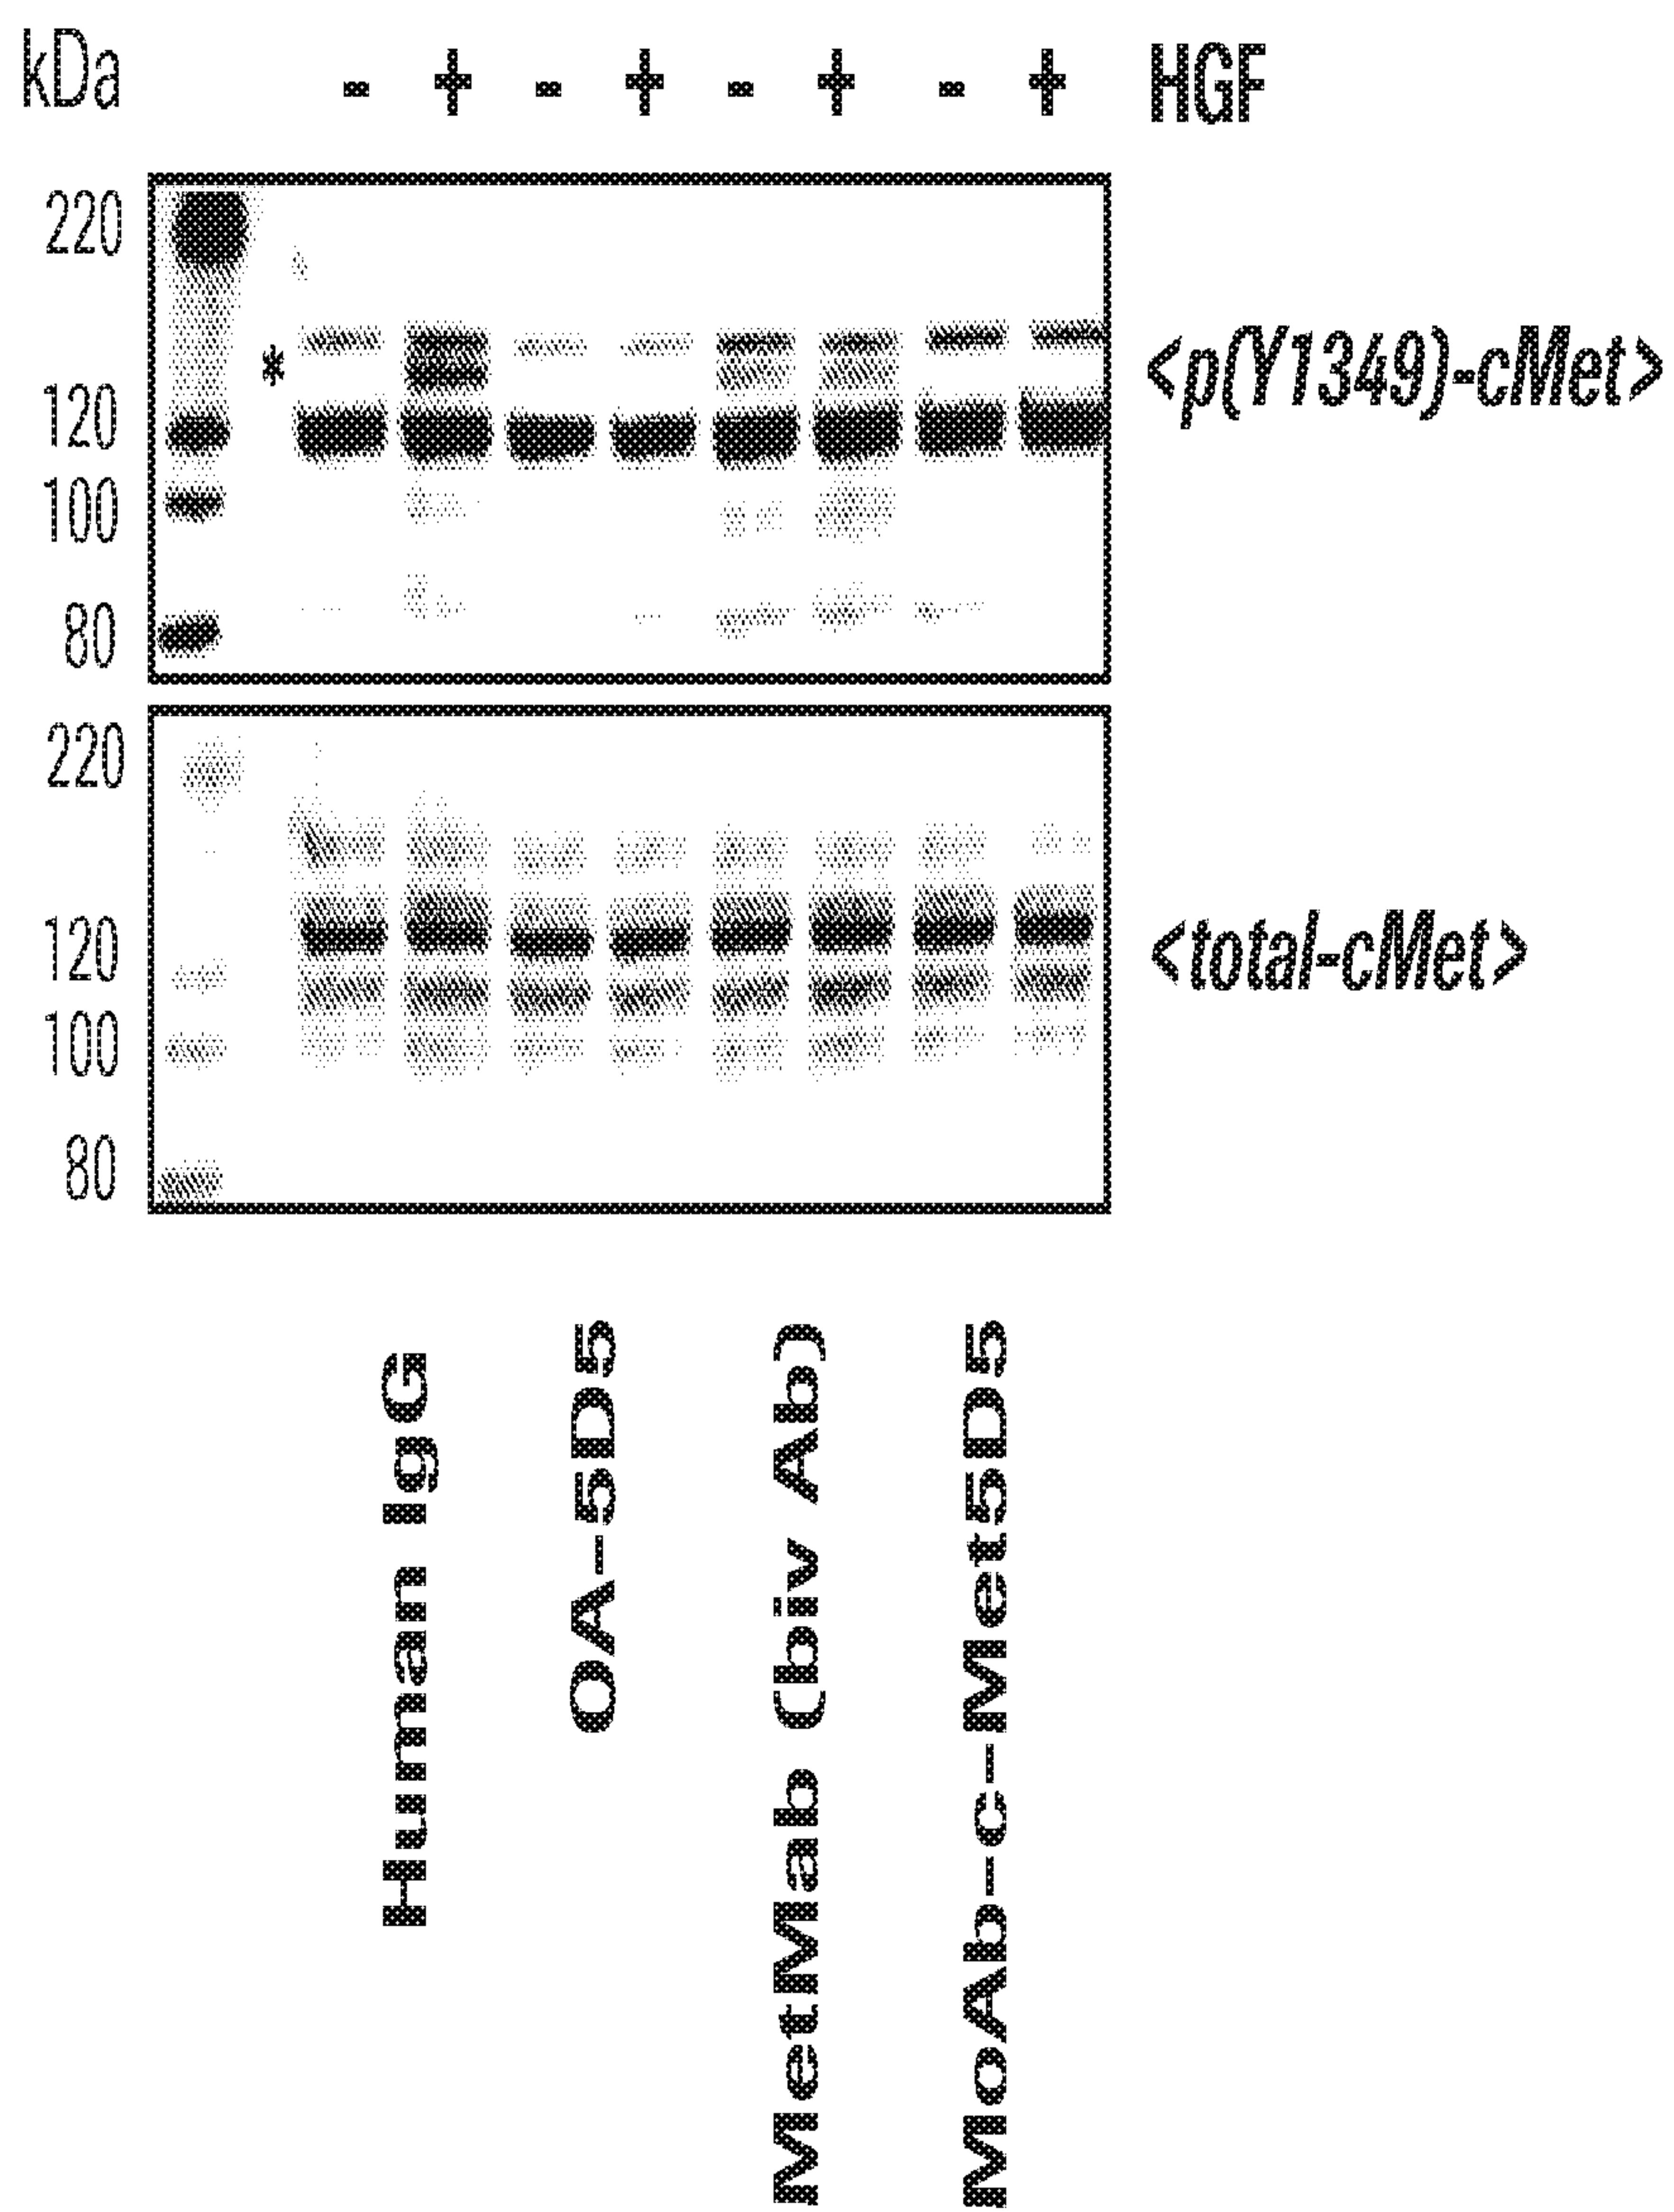 kDa - + - + - + - + HGF
220
*
120
100
80
<p(Y1349)-cMet>
220
120
100
80
<total-cMet>
Human IgG
OA-5D5
MetMab (biv Ab)
MoAb-c-Met5D5